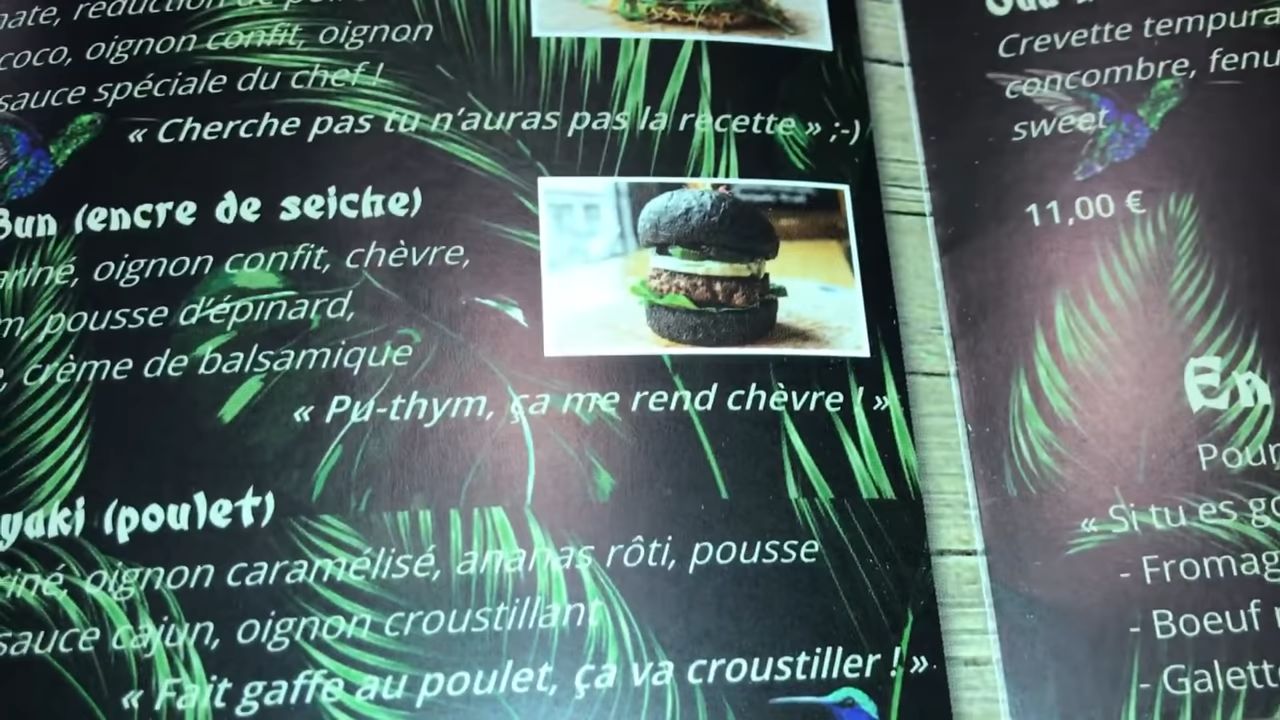 coco, oignon confit, oignon
sauce spéciale du chef !
« Cherche pas tu n'auras pas la recette » ;-)
Bun (encre de seiche)
oignon confit, chèvre,
pousse d'épinard,
crème de balsamique
« Pu-thym, ça me rend chèvre ! »
(poulet)
oignon caramélisé, ananas rôti, pousse
sauce cajun, oignon croustillant
« Fait gaffe au poulet, ça va croustiller ! »
Crevette tempura
concombre,
sweet
11,00 €
En
Pour
« Si tu es
- Fromag
- Boeuf
- Galett